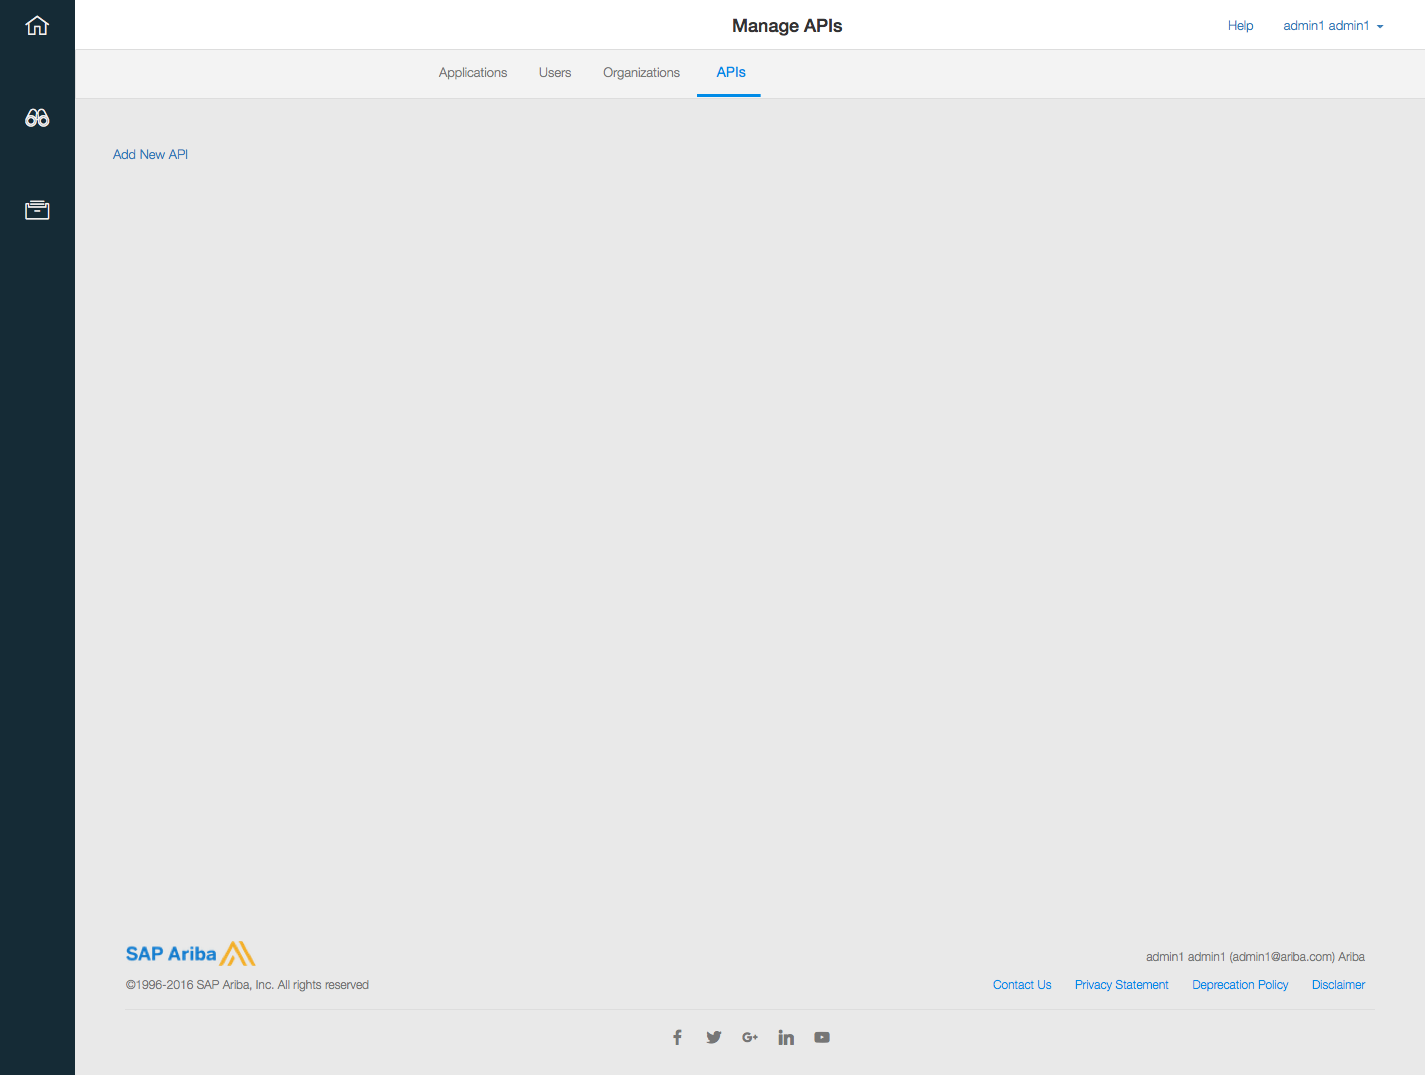 Manage APIs
Help admin1 admin1
Applications Users Organizations APIs
Add New API
SAP Ariba
admin1 admin1 (admin1@ariba.com) Ariba
©1996-2016 SAP Ariba, Inc. All rights reserved
Contact Us Privacy Statement Deprecation Policy Disclaimer